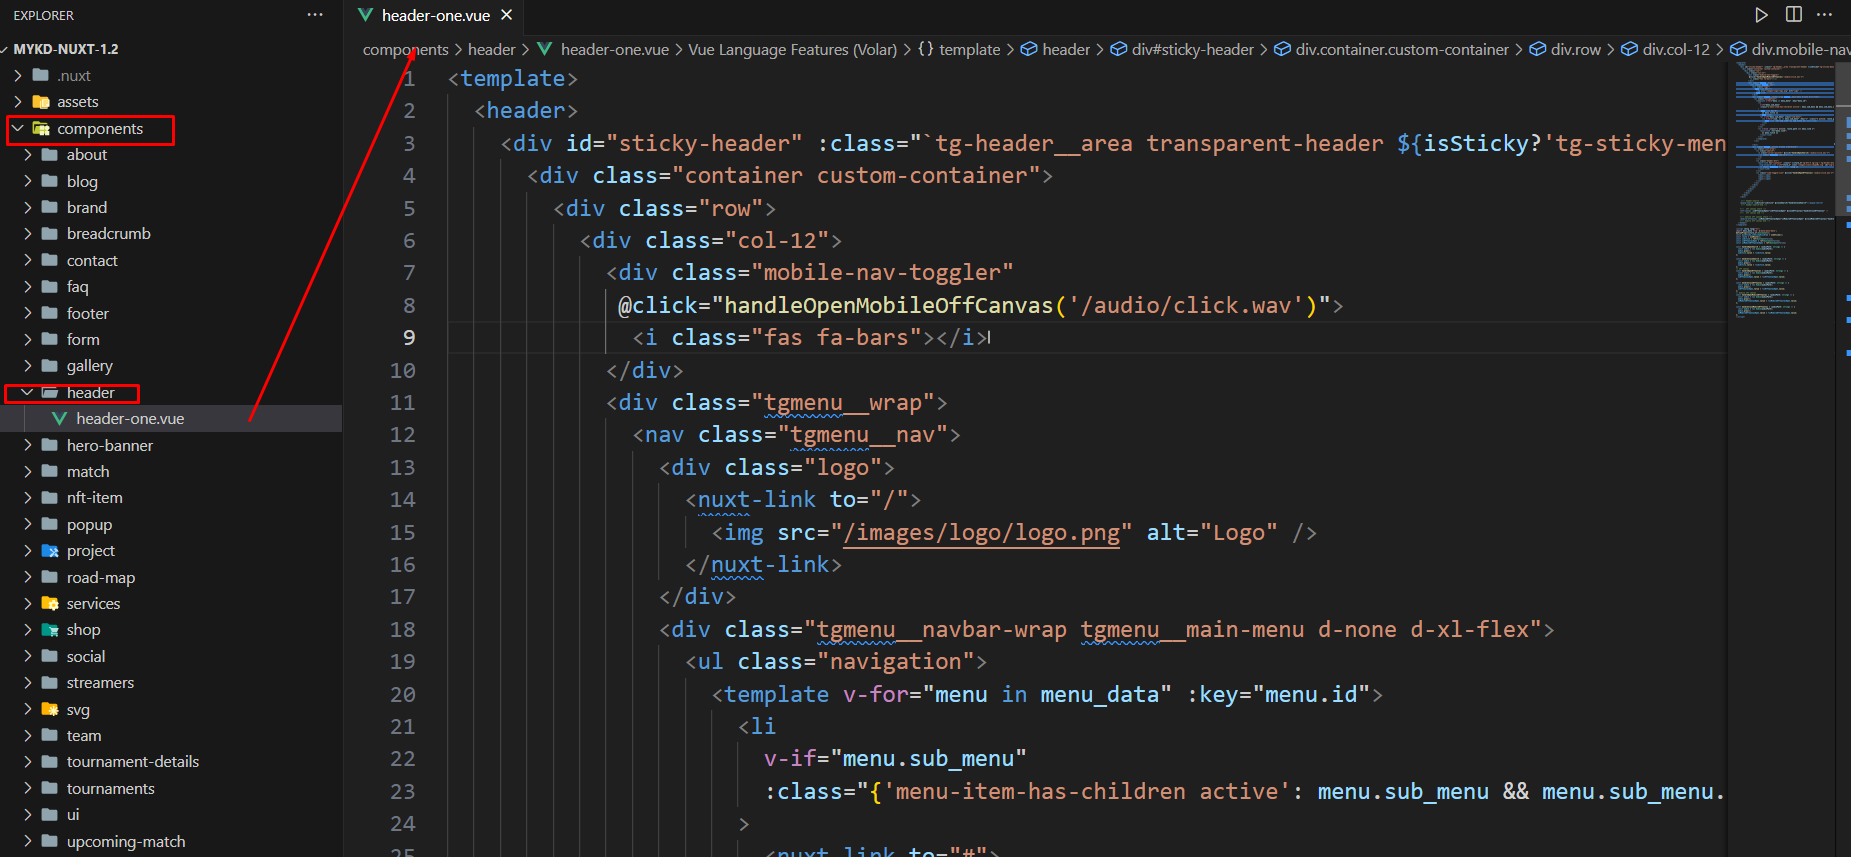 EXPLORER
MYKD-NUXT-1.2
.nuxt
assets
components
about
blog
brand
breadcrumb
contact
faq
footer
form
gallery
header
header-one.vue
hero-banner
match
nft-item
popup
project
road-map
services
shop
social
streamers
svg
team
tournament-details
tournaments
ui
upcoming-match
header-one.vue
components > header > header-one.vue > Vue Language Features (Volar) > {} template > header > div#sticky-header > div.container.custom-container > div.row > div.col-12 > div.mobile-nav
1 <template>
2 <header>
3 <div id="sticky-header" :class="`tg-header__area transparent-header ${isSticky?'tg-sticky-men
4 <div class="container custom-container">
5 <div class="row">
6 <div class="col-12">
7 <div class="mobile-nav-toggler"
8 @click="handleOpenMobileOffCanvas('/audio/click.wav')">
9 <i class="fas fa-bars"></i>
10 </div>
11 <div class="tgmenu__wrap">
12 <nav class="tgmenu__nav">
13 <div class="logo">
14 <nuxt-link to="/">
15 <img src="/images/logo/logo.png" alt="Logo" />
16 </nuxt-link>
17 </div>
18 <div class="tgmenu__navbar-wrap tgmenu__main-menu d-none d-xl-flex">
19 <ul class="navigation">
20 <template v-for="menu in menu_data" :key="menu.id">
21 <li
22 v-if="menu.sub_menu"
23 :class="{'menu-item-has-children active': menu.sub_menu && menu.sub_menu.
24 >
25 <nuxt-link to="#">